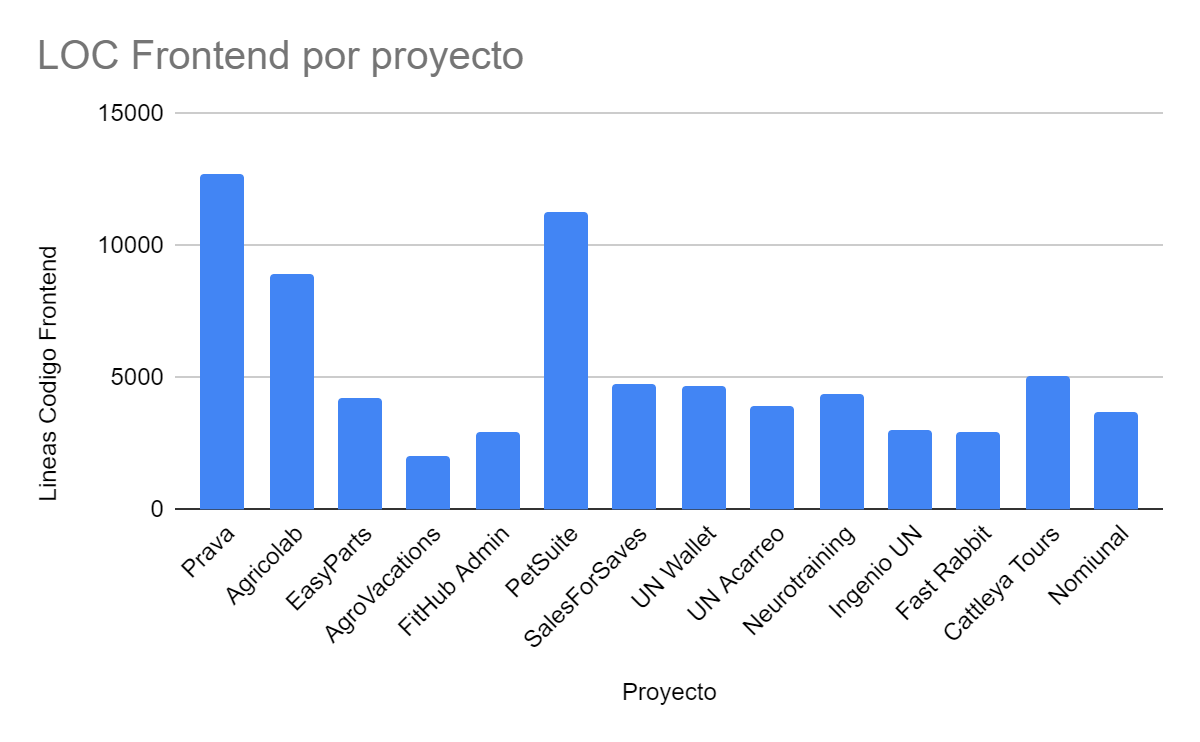 LOC Frontend por proyecto
15000
10000
5000
0
Lineas Codigo Frontend
Prava
Agricolab
EasyParts
AgroVacations
FitHub Admin
PetSuite
SalesForSaves
UN Wallet
UN Acarreo
Neurotraining
Ingenio UN
Fast Rabbit
Cattleya Tours
Nomiunal
Proyecto